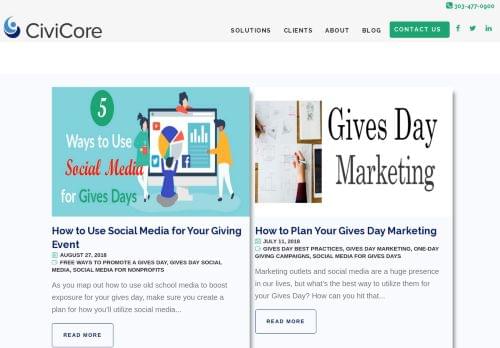 303-477-0900
CiviCore
SOLUTIONS CLIENTS ABOUT BLOG CONTACT US
5
Ways to Use
Social Media
for Gives Days
Gives Day
Marketing
How to Use Social Media for Your Giving
Event
AUGUST 27, 2018
FREE WAYS TO PROMOTE A GIVES DAY, GIVES DAY SOCIAL
MEDIA, SOCIAL MEDIA FOR NONPROFITS
As you map out how to use old school media to boost
exposure for your gives day, make sure you create a
plan for how you'll utilize social media...
READ MORE
How to Plan Your Gives Day Marketing
JULY 11, 2018
GIVES DAY BEST PRACTICES, GIVES DAY MARKETING, ONE-DAY
GIVING CAMPAIGNS, SOCIAL MEDIA FOR GIVES DAYS
Marketing outlets and social media are a huge presence
in our lives, but what's the best way to utilize them for
your Gives Day? How can you hit that...
READ MORE